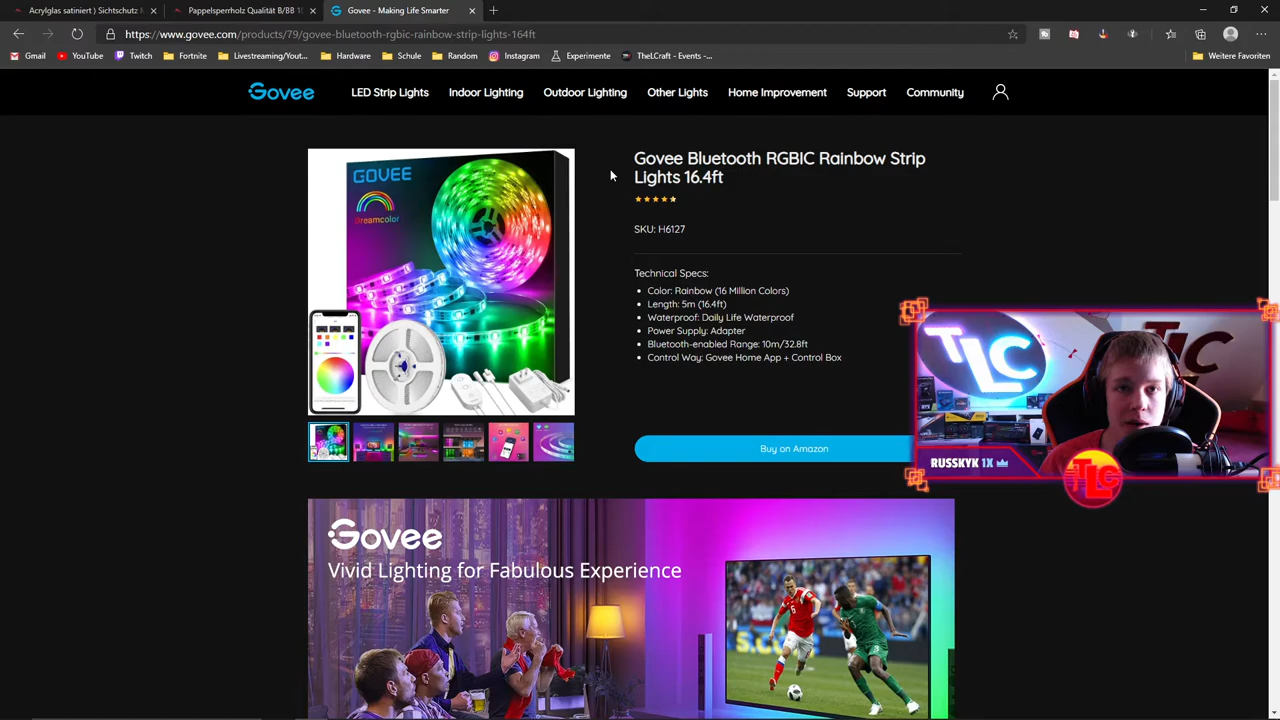 Acrylglas satiniert ) Sichtschutz M
Pappelsperrholz Qualität B/BB 10
Govee - Making Life Smarter
https://www.govee.com/products/79/govee-bluetooth-rgbic-rainbow-strip-lights-164ft
Gmail
YouTube
Twitch
Fortnite
Livestreaming/Yout...
Hardware
Schule
Random
Instagram
Experimente
TheLCraft - Events -...
Weitere Favoriten
Govee
LED Strip Lights
Indoor Lighting
Outdoor Lighting
Other Lights
Home Improvement
Support
Community
GOVEE
Dreamcolor
Govee Bluetooth RGBIC Rainbow Strip
Lights 16.4ft
SKU: H6127
Technical Specs:
Color: Rainbow (16 Million Colors)
Length: 5m (16.4ft)
Waterproof: Daily Life Waterproof
Power Supply: Adapter
Bluetooth-enabled Range: 10m/32.8ft
Control Way: Govee Home App + Control Box
Buy on Amazon
TLC
TLC
RUSSKYK 1X
TLC
Govee
Vivid Lighting for Fabulous Experience